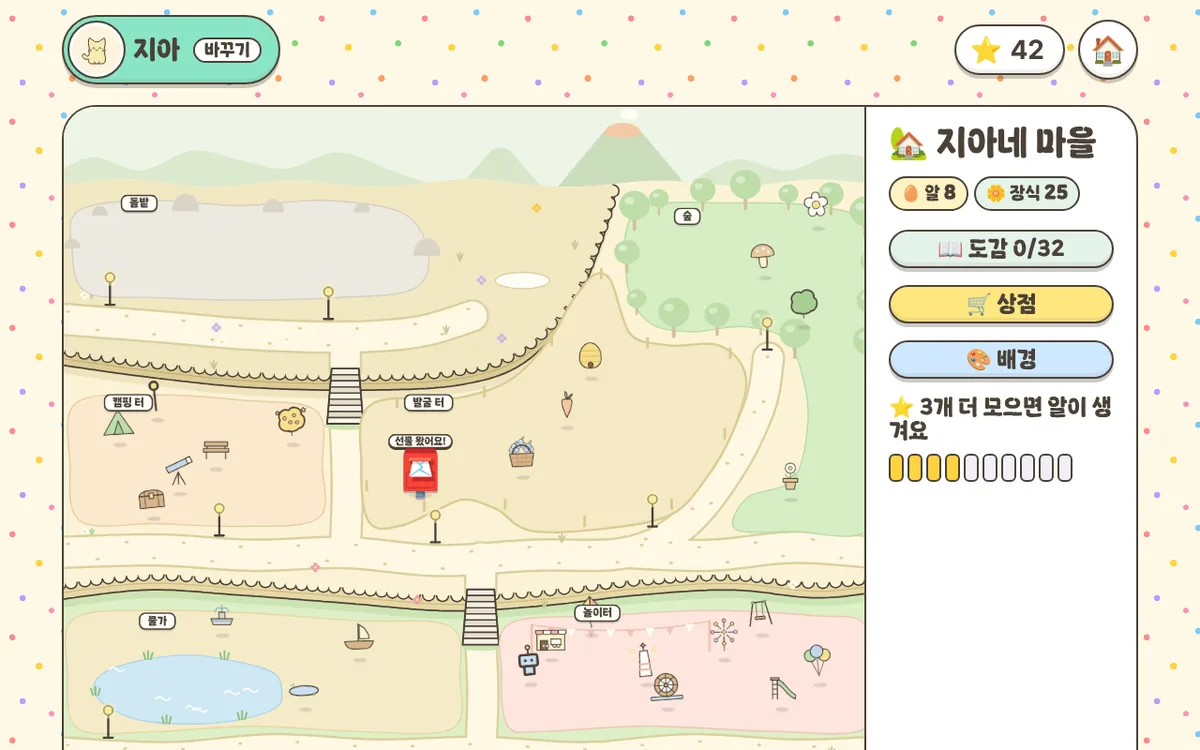 지아 바꾸기
42
지아네 마을
알 8 장식 25
도감 0/32
상점
배경
3개 더 모으면 알이 생
겨요
돌밭
숲
캠핑 터
발굴 터
선물 왔어요!
물가
놀이터